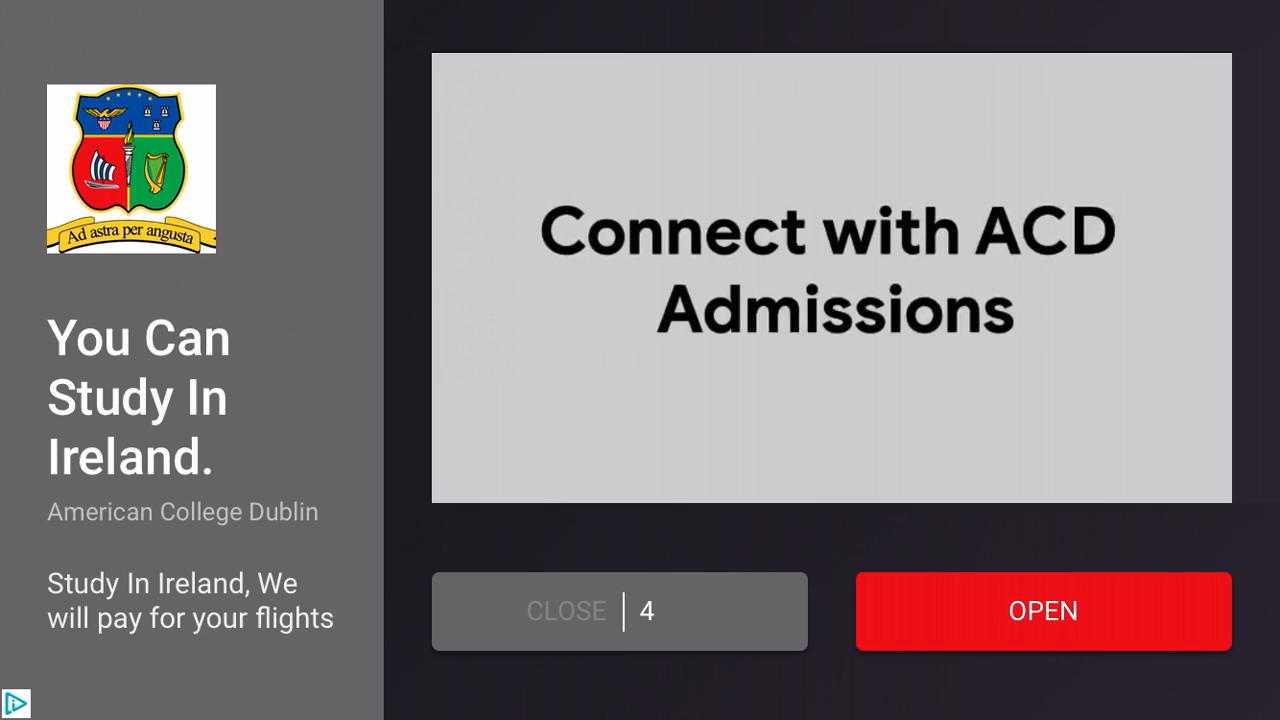 Ad astra per angusta
You Can
Study In
Ireland.
American College Dublin
Study In Ireland, We
will pay for your flights
Connect with ACD
Admissions
CLOSE 4
OPEN